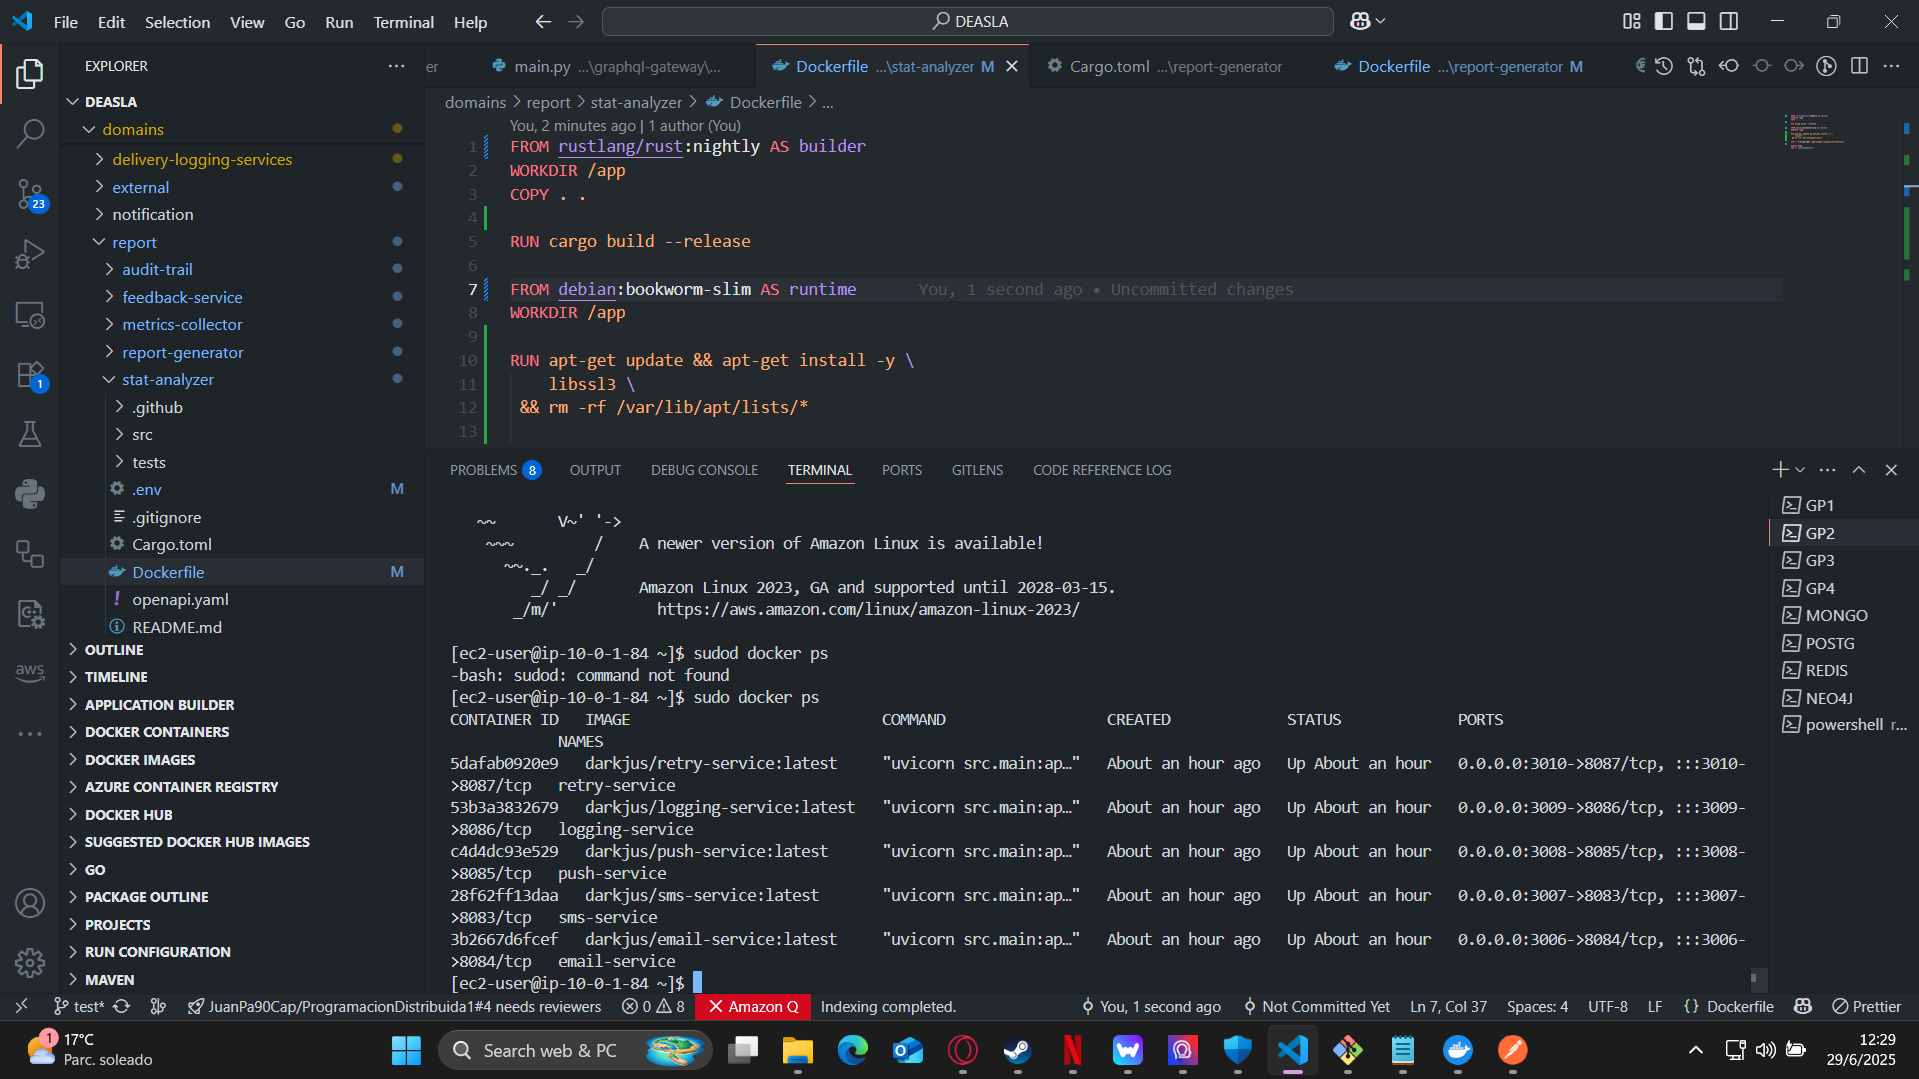 File Edit Selection View Go Run Terminal Help
DEASLA
EXPLORER
DEASLA
domains
delivery-logging-services
external
notification
report
audit-trail
feedback-service
metrics-collector
report-generator
stat-analyzer
.github
src
tests
.env M
.gitignore
Cargo.toml
Dockerfile M
openapi.yaml
README.md
OUTLINE
TIMELINE
APPLICATION BUILDER
DOCKER CONTAINERS
DOCKER IMAGES
AZURE CONTAINER REGISTRY
DOCKER HUB
SUGGESTED DOCKER HUB IMAGES
GO
PACKAGE OUTLINE
PROJECTS
RUN CONFIGURATION
MAVEN
23
1
aws
er main.py ...\graphql-gateway\... Dockerfile ...\stat-analyzer M Cargo.toml ...\report-generator Dockerfile ...\report-generator M
domains > report > stat-analyzer > Dockerfile > ...
You, 2 minutes ago | 1 author (You)
1 FROM rustlang/rust:nightly AS builder
2 WORKDIR /app
3 COPY . .
4
5 RUN cargo build --release
6
7 FROM debian:bookworm-slim AS runtime You, 1 second ago • Uncommitted changes
8 WORKDIR /app
9
10 RUN apt-get update && apt-get install -y \
11 libssl3 \
12 && rm -rf /var/lib/apt/lists/*
13
PROBLEMS 8 OUTPUT DEBUG CONSOLE TERMINAL PORTS GITLENS CODE REFERENCE LOG
~~ V~' '->
~~~ / A newer version of Amazon Linux is available!
~~._. _/
_/ _/ Amazon Linux 2023, GA and supported until 2028-03-15.
_/m/' https://aws.amazon.com/linux/amazon-linux-2023/
[ec2-user@ip-10-0-1-84 ~]$ sudod docker ps
-bash: sudod: command not found
[ec2-user@ip-10-0-1-84 ~]$ sudo docker ps
CONTAINER ID IMAGE COMMAND CREATED STATUS PORTS
NAMES
5dafab0920e9 darkjus/retry-service:latest "uvicorn src.main:ap…" About an hour ago Up About an hour 0.0.0.0:3010->8087/tcp, :::3010-
>8087/tcp retry-service
53b3a3832679 darkjus/logging-service:latest "uvicorn src.main:ap…" About an hour ago Up About an hour 0.0.0.0:3009->8086/tcp, :::3009-
>8086/tcp logging-service
c4d4dc93e529 darkjus/push-service:latest "uvicorn src.main:ap…" About an hour ago Up About an hour 0.0.0.0:3008->8085/tcp, :::3008-
>8085/tcp push-service
28f62ff13daa darkjus/sms-service:latest "uvicorn src.main:ap…" About an hour ago Up About an hour 0.0.0.0:3007->8083/tcp, :::3007-
>8083/tcp sms-service
3b2667d6fcef darkjus/email-service:latest "uvicorn src.main:ap…" About an hour ago Up About an hour 0.0.0.0:3006->8084/tcp, :::3006-
>8084/tcp email-service
[ec2-user@ip-10-0-1-84 ~]$
GP1
GP2
GP3
GP4
MONGO
POSTG
REDIS
NEO4J
powershell r...
test* JuanPa90Cap/ProgramacionDistribuida1#4 needs reviewers 0 8 Amazon Q Indexing completed. You, 1 second ago Not Committed Yet Ln 7, Col 37 Spaces: 4 UTF-8 LF {} Dockerfile Prettier
1
17°C
Parc. soleado
Search web & PC
12:29
29/6/2025